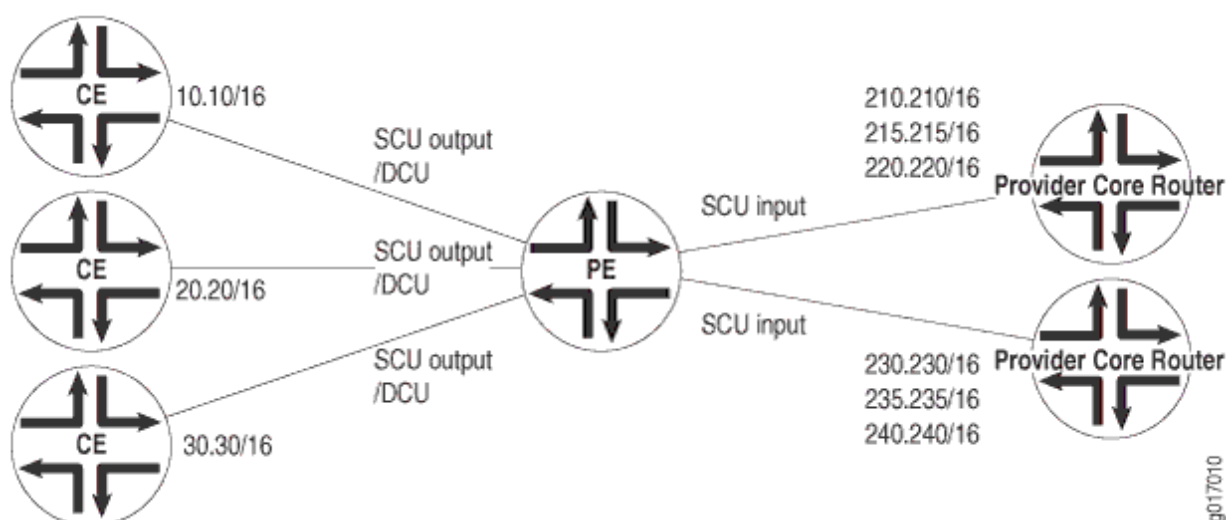 CE
10.10/16
SCU output
/DCU
CE
20.20/16
SCU output
/DCU
CE
30.30/16
SCU output
/DCU
PE
SCU input
SCU input
210.210/16
215.215/16
220.220/16
Provider Core Router
230.230/16
235.235/16
240.240/16
Provider Core Router
g017010